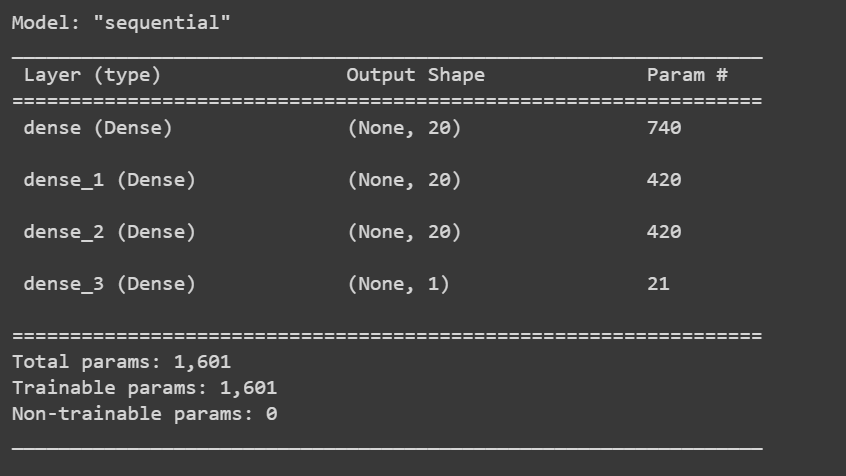 Model: "sequential"
_________________________________________________________________
Layer (type) Output Shape Param #
=================================================================
dense (Dense) (None, 20) 740
dense_1 (Dense) (None, 20) 420
dense_2 (Dense) (None, 20) 420
dense_3 (Dense) (None, 1) 21
=================================================================
Total params: 1,601
Trainable params: 1,601
Non-trainable params: 0
_________________________________________________________________